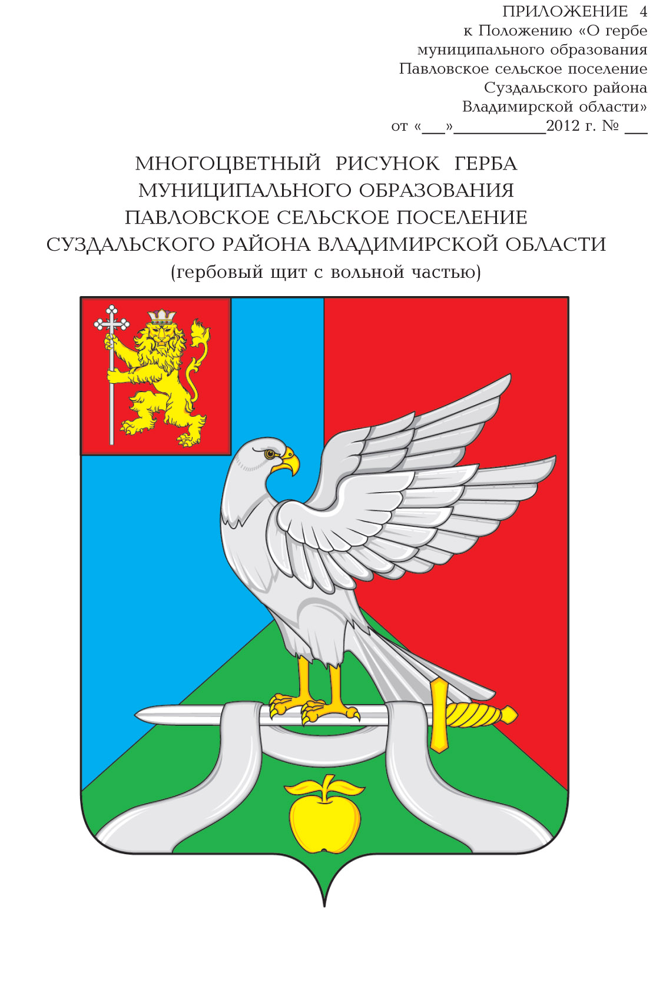 ПРИЛОЖЕНИЕ 4
к Положению «О гербе
муниципального образования
Павловское сельское поселение
Суздальского района
Владимирской области»
от «___»____________2012 г. № ___
МНОГОЦВЕТНЫЙ РИСУНОК ГЕРБА
МУНИЦИПАЛЬНОГО ОБРАЗОВАНИЯ
ПАВЛОВСКОЕ СЕЛЬСКОЕ ПОСЕЛЕНИЕ
СУЗДАЛЬСКОГО РАЙОНА ВЛАДИМИРСКОЙ ОБЛАСТИ
(гербовый щит с вольной частью)